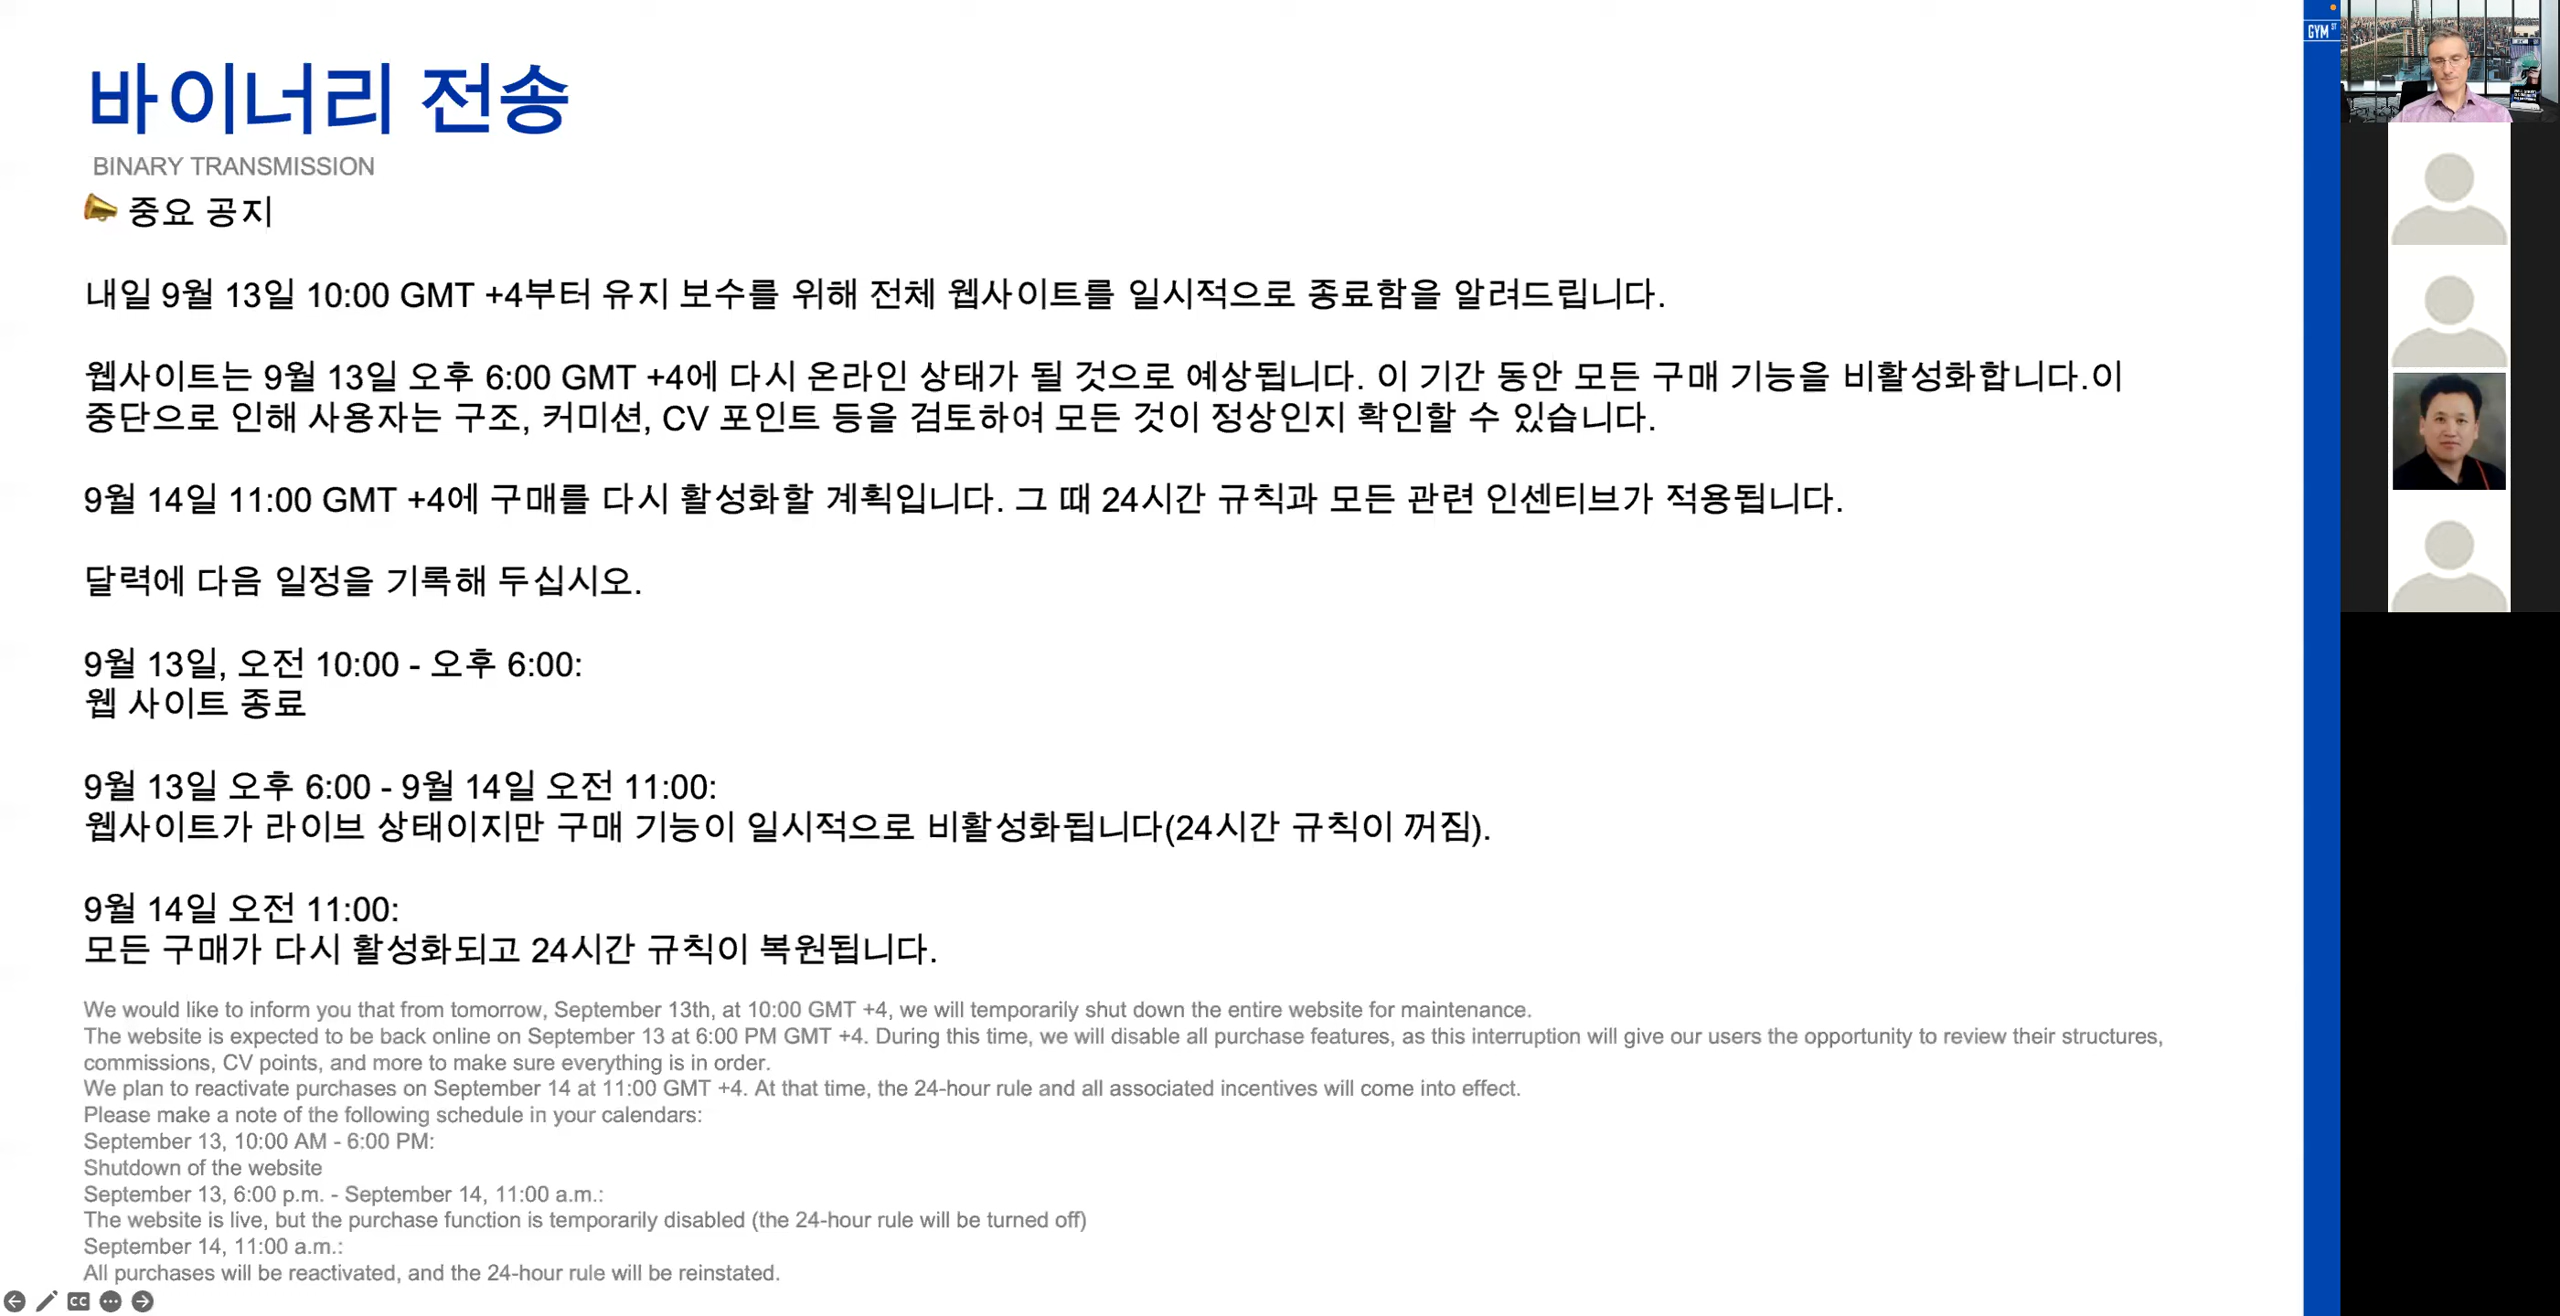 바이너리 전송
BINARY TRANSMISSION
중요 공지
내일 9월 13일 10:00 GMT +4부터 유지 보수를 위해 전체 웹사이트를 일시적으로 종료함을 알려드립니다.
웹사이트는 9월 13일 오후 6:00 GMT +4에 다시 온라인 상태가 될 것으로 예상됩니다. 이 기간 동안 모든 구매 기능을 비활성화합니다.이
중단으로 인해 사용자는 구조, 커미션, CV 포인트 등을 검토하여 모든 것이 정상인지 확인할 수 있습니다.
9월 14일 11:00 GMT +4에 구매를 다시 활성화할 계획입니다. 그 때 24시간 규칙과 모든 관련 인센티브가 적용됩니다.
달력에 다음 일정을 기록해 두십시오.
9월 13일, 오전 10:00 - 오후 6:00:
웹 사이트 종료
9월 13일 오후 6:00 - 9월 14일 오전 11:00:
웹사이트가 라이브 상태이지만 구매 기능이 일시적으로 비활성화됩니다(24시간 규칙이 꺼짐).
9월 14일 오전 11:00:
모든 구매가 다시 활성화되고 24시간 규칙이 복원됩니다.
We would like to inform you that from tomorrow, September 13th, at 10:00 GMT +4, we will temporarily shut down the entire website for maintenance.
The website is expected to be back online on September 13 at 6:00 PM GMT +4. During this time, we will disable all purchase features, as this interruption will give our users the opportunity to review their structures,
commissions, CV points, and more to make sure everything is in order.
We plan to reactivate purchases on September 14 at 11:00 GMT +4. At that time, the 24-hour rule and all associated incentives will come into effect.
Please make a note of the following schedule in your calendars:
September 13, 10:00 AM - 6:00 PM:
Shutdown of the website
September 13, 6:00 p.m. - September 14, 11:00 a.m.:
The website is live, but the purchase function is temporarily disabled (the 24-hour rule will be turned off)
September 14, 11:00 a.m.:
All purchases will be reactivated, and the 24-hour rule will be reinstated.
CC
GYM ST